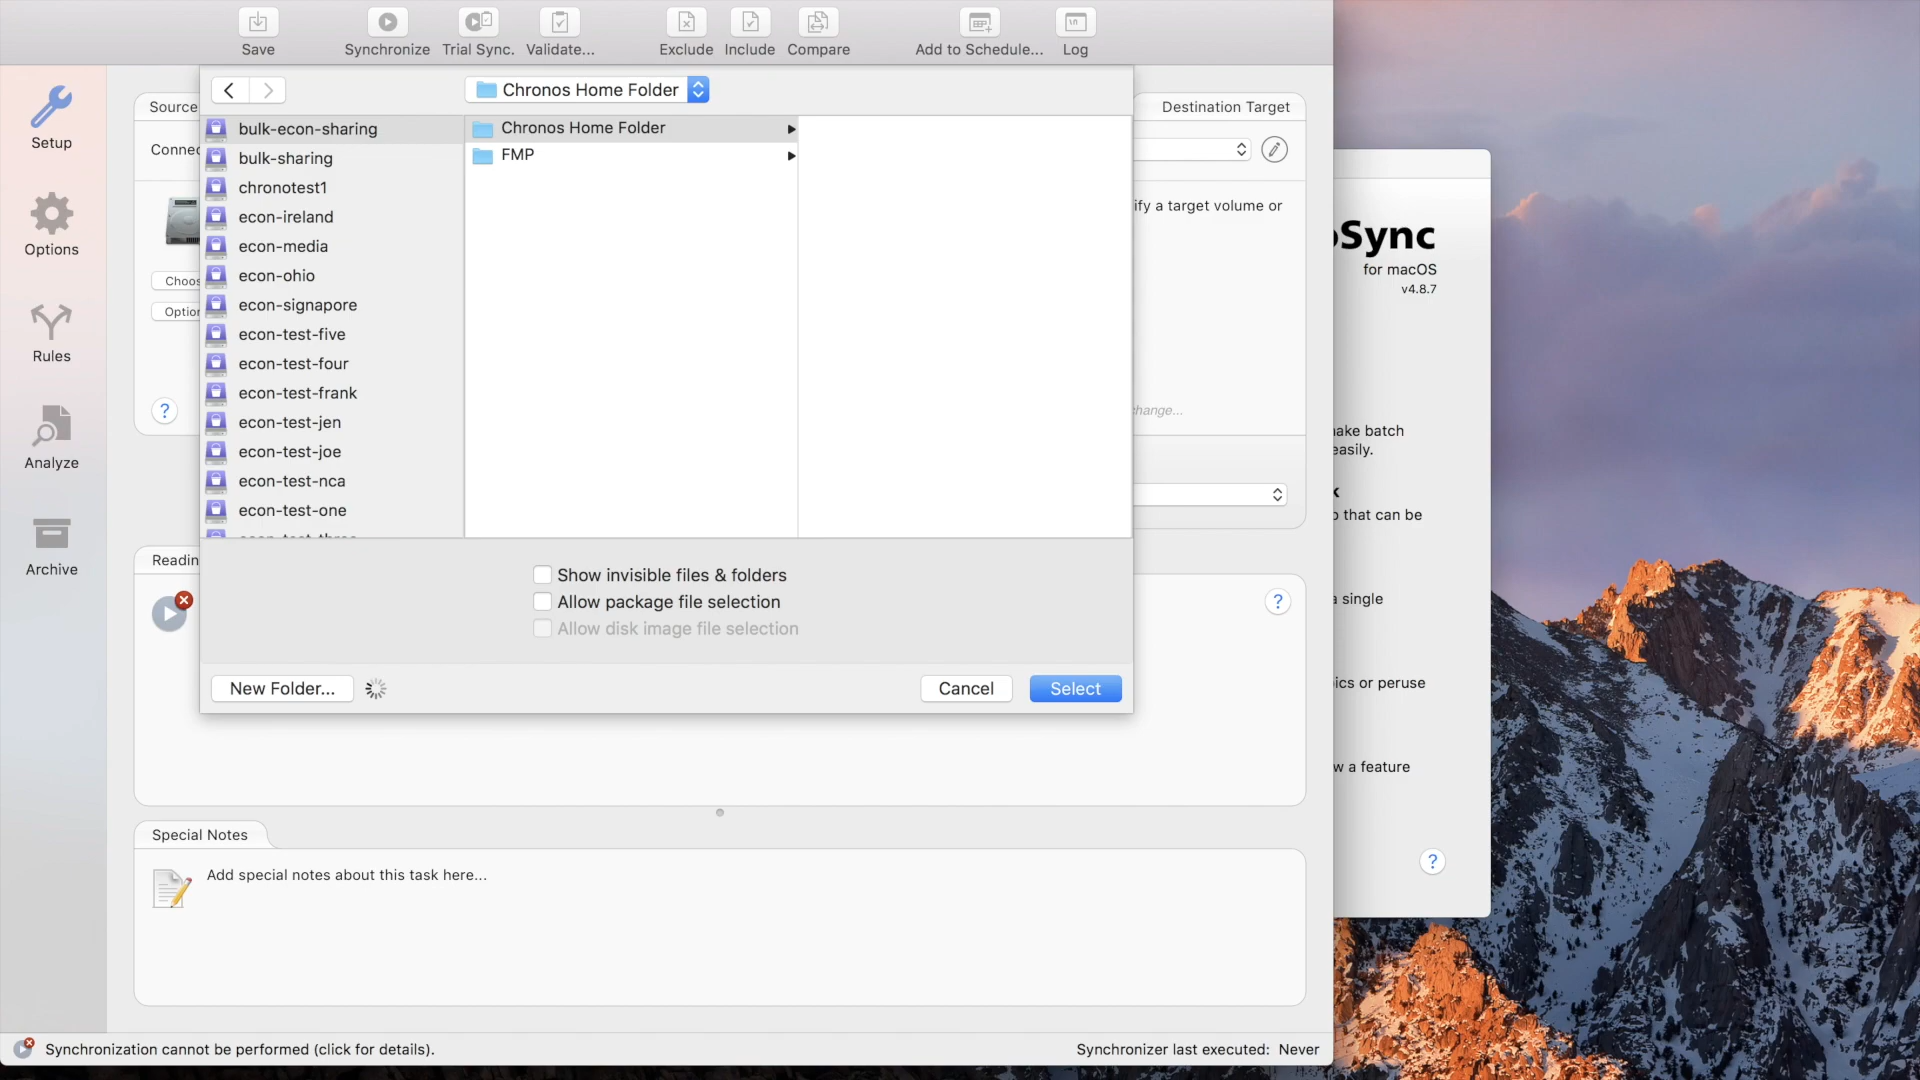 Save
Synchronize
Trial Sync.
Validate...
Exclude
Include
Compare
Add to Schedule...
Log
Setup
Options
Rules
Analyze
Archive
Source
Chronos Home Folder
bulk-econ-sharing
bulk-sharing
chronotest1
econ-ireland
econ-media
econ-ohio
econ-signapore
econ-test-five
econ-test-four
econ-test-frank
econ-test-jen
econ-test-joe
econ-test-nca
econ-test-one
Chronos Home Folder
FMP
Show invisible files & folders
Allow package file selection
Allow disk image file selection
New Folder...
Cancel
Select
Destination Target
ify a target volume or
change...
Sync
for macOS
v4.8.7
ake batch
easily.
k
that can be
a single
ics or peruse
w a feature
?
?
?
Special Notes
Add special notes about this task here...
Synchronization cannot be performed (click for details).
Synchronizer last executed: Never